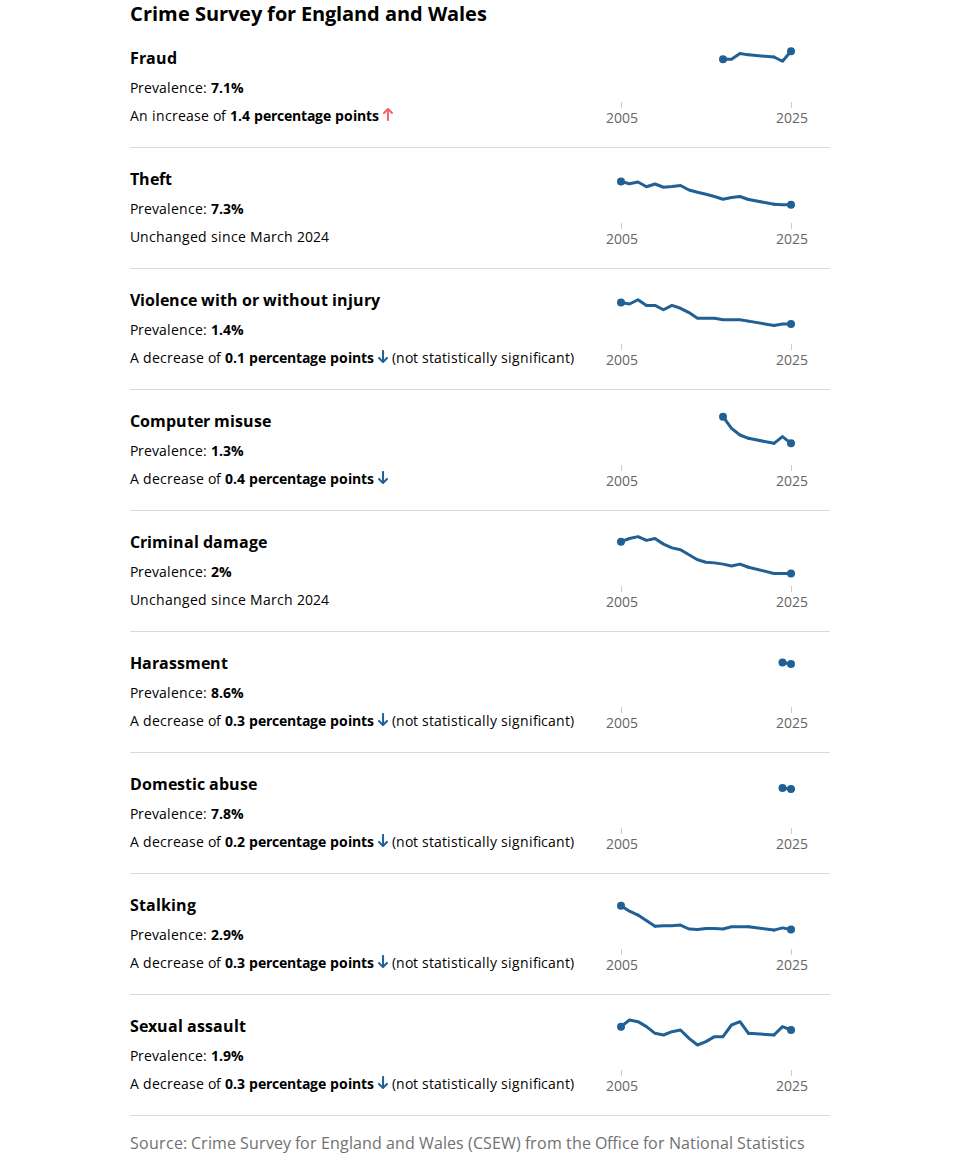 Crime Survey for England and Wales
Fraud
Prevalence: 7.1%
An increase of 1.4 percentage points ↑
2005 2025
Theft
Prevalence: 7.3%
Unchanged since March 2024
2005 2025
Violence with or without injury
Prevalence: 1.4%
A decrease of 0.1 percentage points ↓ (not statistically significant)
2005 2025
Computer misuse
Prevalence: 1.3%
A decrease of 0.4 percentage points ↓
2005 2025
Criminal damage
Prevalence: 2%
Unchanged since March 2024
2005 2025
Harassment
Prevalence: 8.6%
A decrease of 0.3 percentage points ↓ (not statistically significant)
2005 2025
Domestic abuse
Prevalence: 7.8%
A decrease of 0.2 percentage points ↓ (not statistically significant)
2005 2025
Stalking
Prevalence: 2.9%
A decrease of 0.3 percentage points ↓ (not statistically significant)
2005 2025
Sexual assault
Prevalence: 1.9%
A decrease of 0.3 percentage points ↓ (not statistically significant)
2005 2025
Source: Crime Survey for England and Wales (CSEW) from the Office for National Statistics